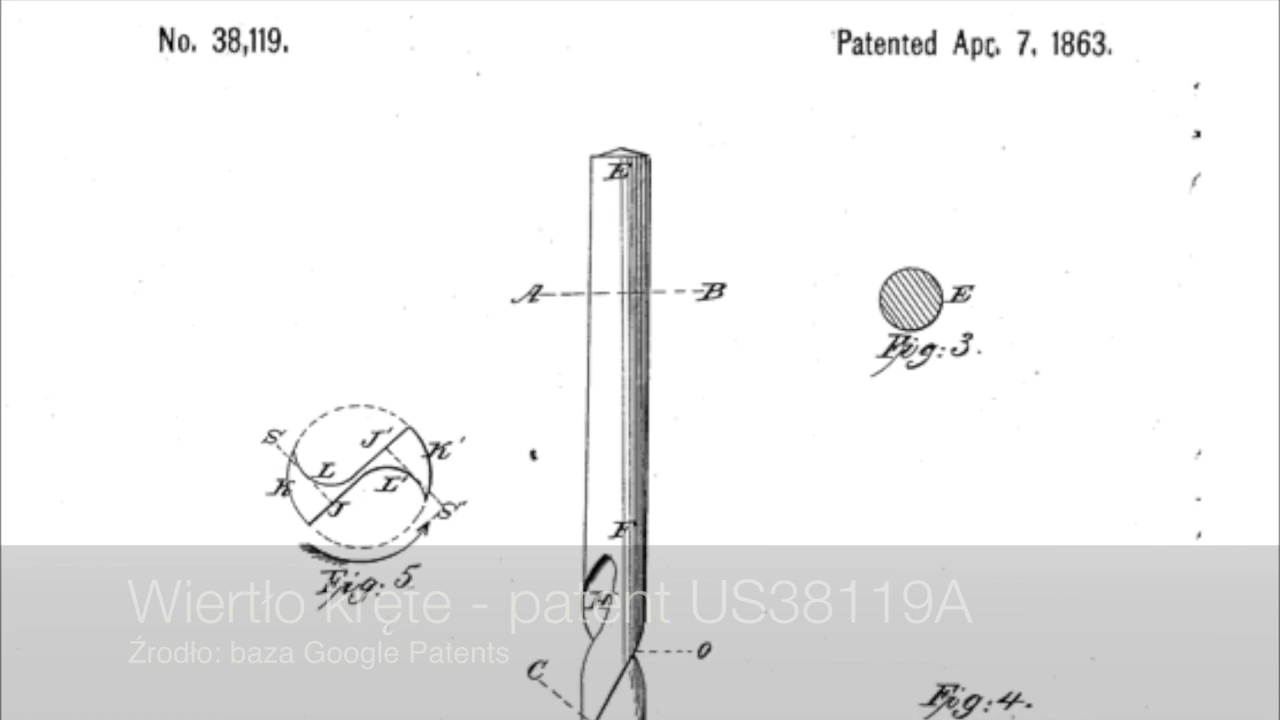 No. 38,119.
Patented Apr. 7, 1863.
E
A
B
E
Fig: 3.
S
J'
K'
L
K
L'
J
S'
F
Fig: 5
Wiertło kręte - patent US38119A
Źrodło: baza Google Patents
O
C
Fig: 4.